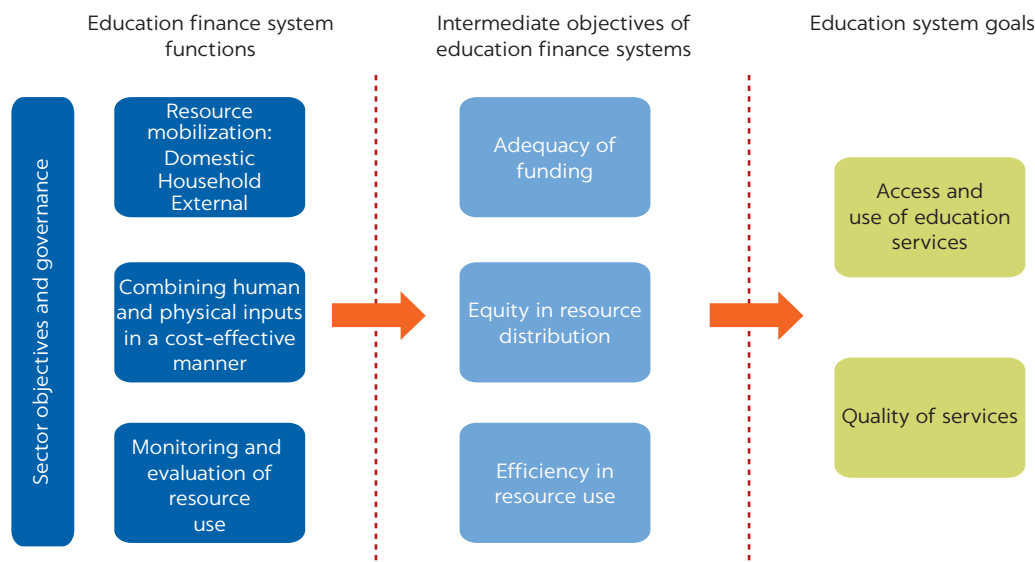 Education finance system
functions
Intermediate objectives of
education finance systems
Education system goals
Sector objectives and governance
Resource
mobilization:
Domestic
Household
External
Combining human
and physical inputs
in a cost-effective
manner
Monitoring and
evaluation of
resource
use
Adequacy of
funding
Equity in resource
distribution
Efficiency in
resource use
Access and
use of education
services
Quality of services